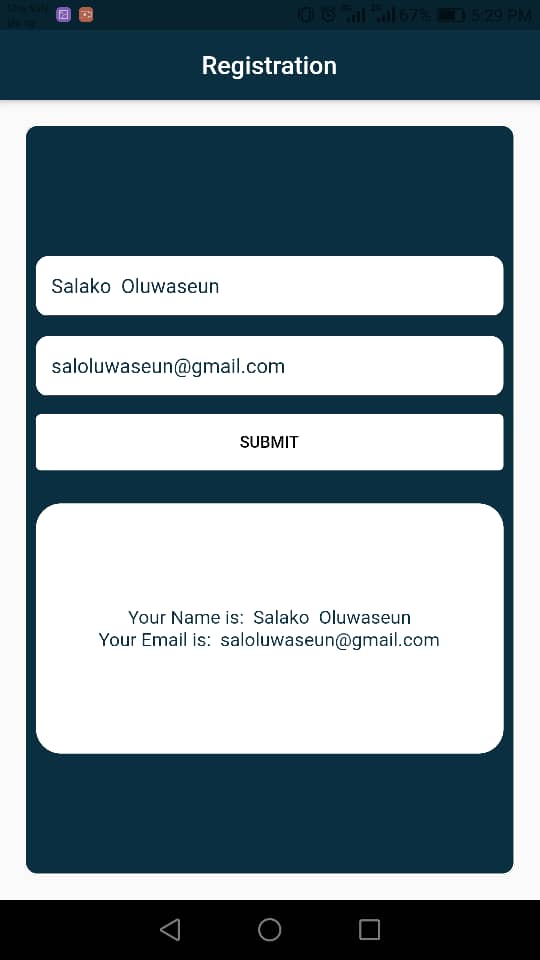 67% 5:29 PM
Registration
Salako  Oluwaseun
saloluwaseun@gmail.com
SUBMIT
Your Name is:  Salako  Oluwaseun
Your Email is:  saloluwaseun@gmail.com